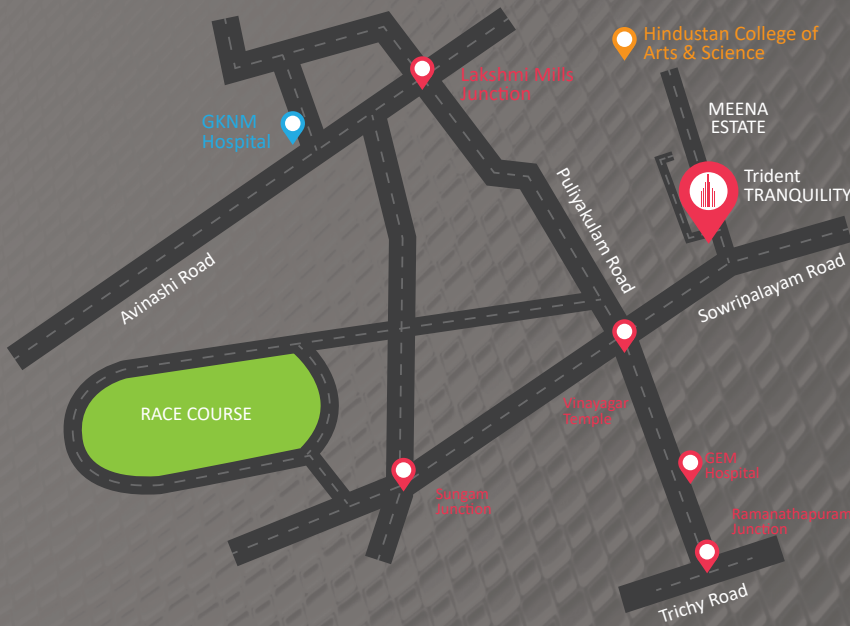 Hindustan College of
Arts & Science
Lakshmi Mills
Junction
MEENA
ESTATE
GKNM
Hospital
Trident
TRANQUILITY
Puliyakulam Road
Avinashi Road
Sowripalayam Road
RACE COURSE
Vinayagar
Temple
GEM
Hospital
Sungam
Junction
Ramanathapuram
Junction
Trichy Road